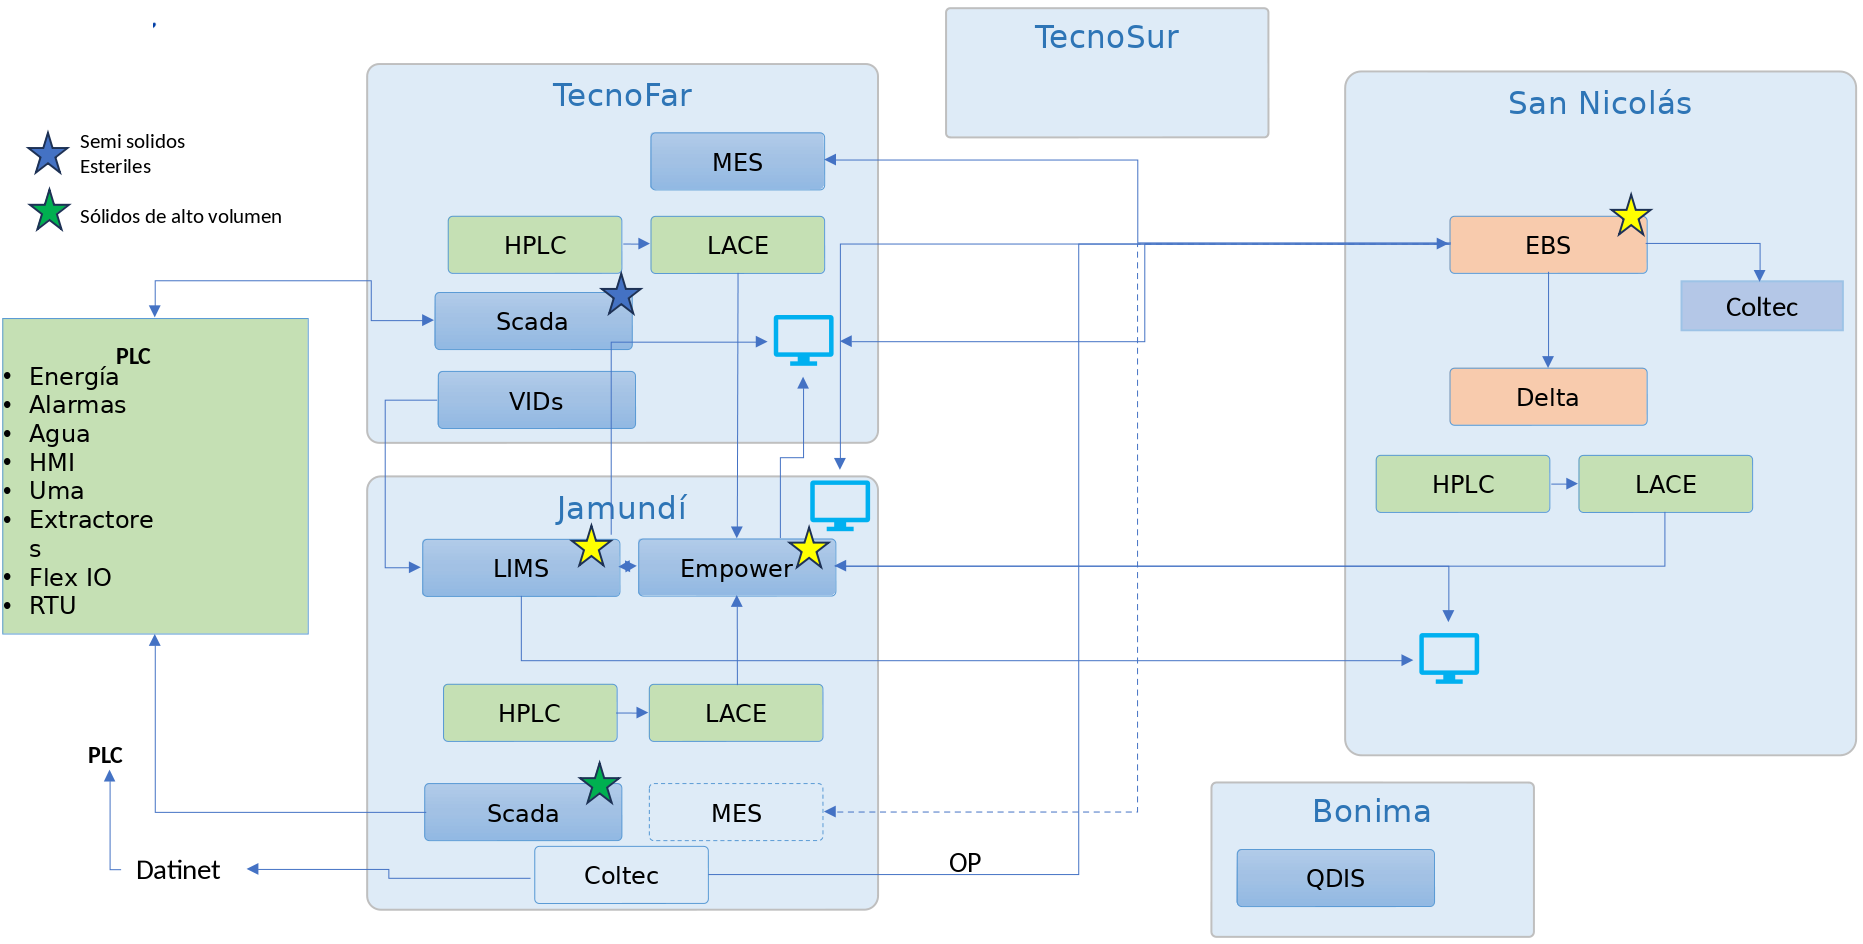 TecnoSur
TecnoFar
San Nicolás
Semi solidos
Esteriles
Sólidos de alto volumen
MES
HPLC
LACE
EBS
Scada
Coltec
VIDs
Delta
PLC
• Energía
• Alarmas
• Agua
• HMI
• Uma
• Extractore
s
• Flex IO
• RTU
HPLC
LACE
Jamundí
LIMS
Empower
HPLC
LACE
PLC
Scada
MES
Bonima
Datinet
Coltec
OP
QDIS